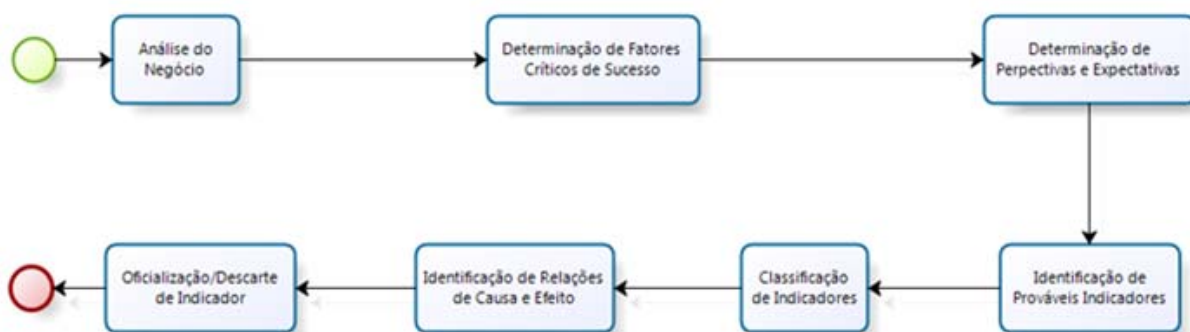 Análise do
Negócio
Determinação de Fatores
Críticos de Sucesso
Determinação de
Perpectivas e Expectativas
Identificação de
Prováveis Indicadores
Classificação
de Indicadores
Identificação de Relações
de Causa e Efeito
Oficialização/Descarte
de Indicador